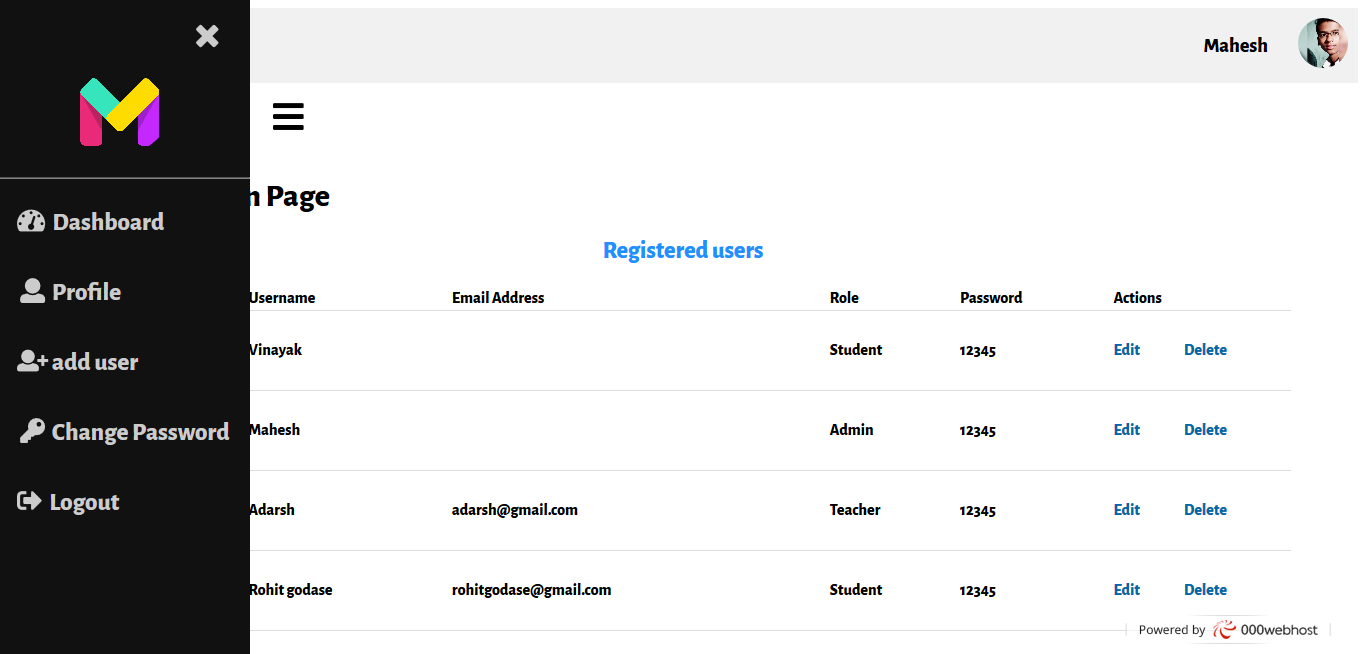 Mahesh
n Page
Dashboard
Profile
add user
Change Password
Logout
Registered users
Username Email Address Role Password Actions
Vinayak Student 12345 Edit Delete
Mahesh Admin 12345 Edit Delete
Adarsh adarsh@gmail.com Teacher 12345 Edit Delete
Rohit godase rohitgodase@gmail.com Student 12345 Edit Delete
Powered by 000webhost